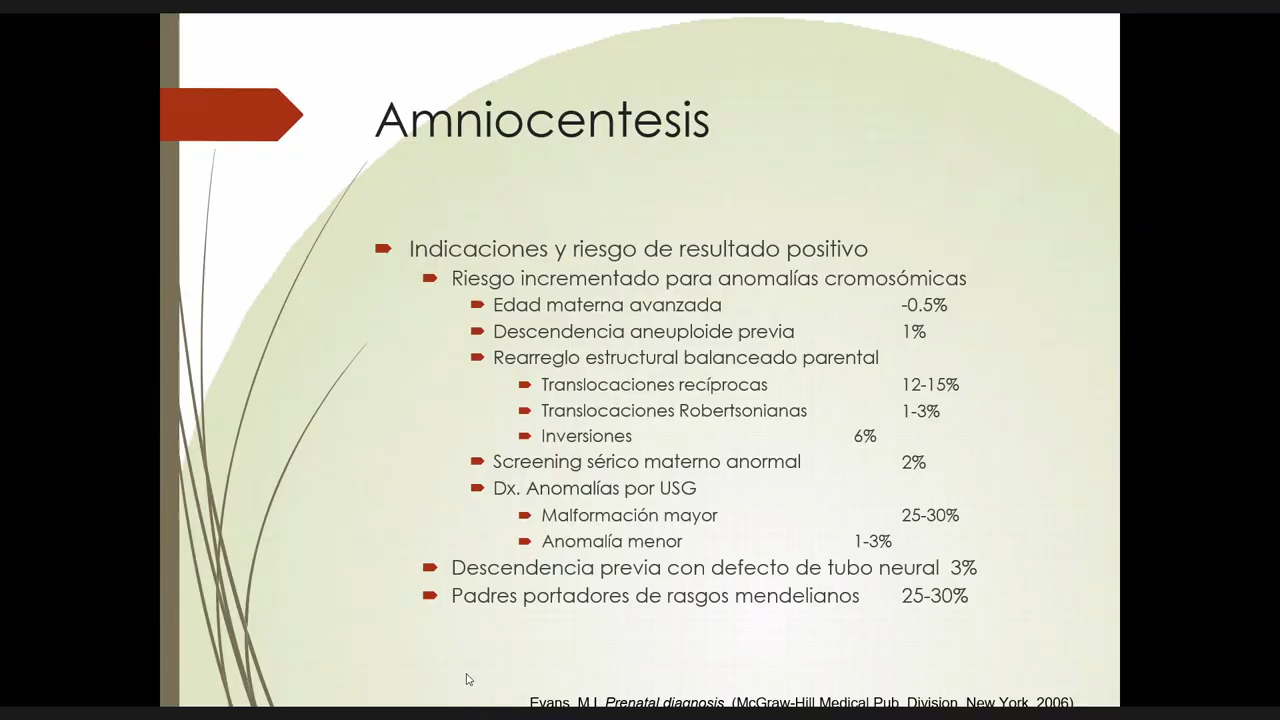 Amniocentesis
Indicaciones y riesgo de resultado positivo
Riesgo incrementado para anomalías cromosómicas
Edad materna avanzada -0.5%
Descendencia aneuploide previa 1%
Rearreglo estructural balanceado parental
Translocaciones recíprocas 12-15%
Translocaciones Robertsonianas 1-3%
Inversiones 6%
Screening sérico materno anormal 2%
Dx. Anomalías por USG
Malformación mayor 25-30%
Anomalía menor 1-3%
Descendencia previa con defecto de tubo neural 3%
Padres portadores de rasgos mendelianos 25-30%
Evans, M.I. Prenatal diagnosis, (McGraw-Hill Medical Pub. Division, New York, 2006)